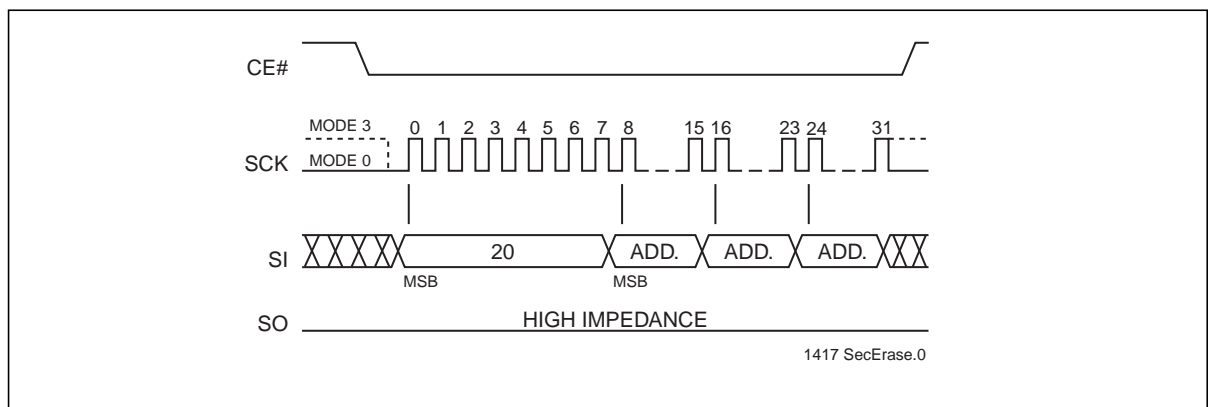 CE#
MODE 3
0 1 2 3 4 5 6 7 8 15 16 23 24 31
SCK
MODE 0
SI
20
ADD.
ADD.
ADD.
MSB
MSB
SO
HIGH IMPEDANCE
1417 SecErase.0